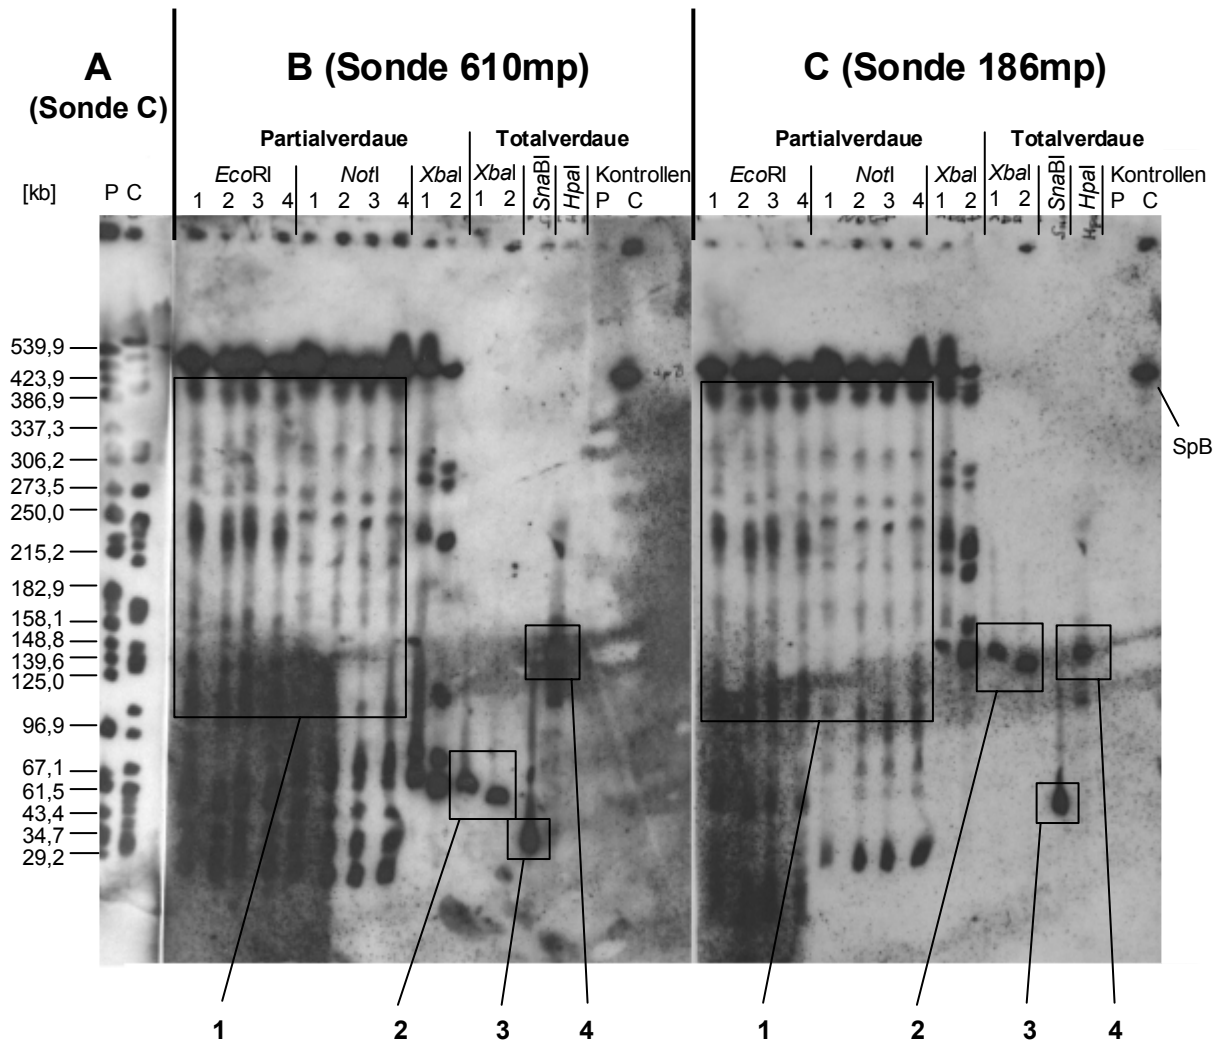 A
(Sonde C)
B (Sonde 610mp)
C (Sonde 186mp)
Partialverdaue
Totalverdaue
Partialverdaue
Totalverdaue
[kb]
P C
EcoRI
NotI
XbaI
XbaI
SnaBI
HpaI
Kontrollen
1 2 3 4 1 2 3 4 1 2 1 2 P C
EcoRI
NotI
XbaI
XbaI
SnaBI
HpaI
Kontrollen
1 2 3 4 1 2 3 4 1 2 1 2 P C
539,9
423,9
386,9
337,3
306,2
273,5
250,0
215,2
182,9
158,1
148,8
139,6
125,0
96,9
67,1
61,5
43,4
34,7
29,2
SpB
1 2 3 4
1 2 3 4